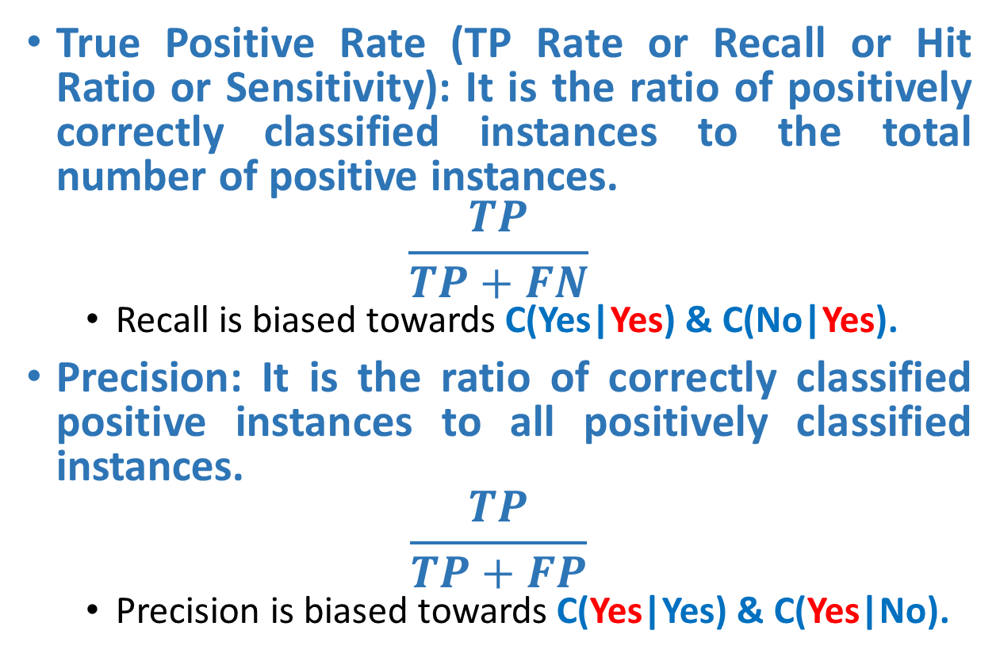 • True Positive Rate (TP Rate or Recall or Hit
Ratio or Sensitivity): It is the ratio of positively
correctly classified instances to the total
number of positive instances.
TP
TP + FN
• Recall is biased towards C(Yes|Yes) & C(No|Yes).
• Precision: It is the ratio of correctly classified
positive instances to all positively classified
instances.
TP
TP + FP
• Precision is biased towards C(Yes|Yes) & C(Yes|No).